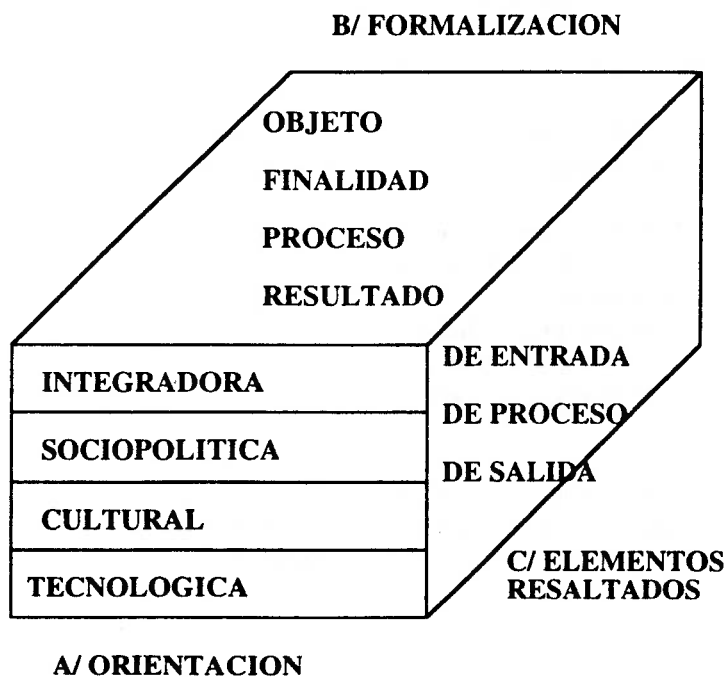 B/ FORMALIZACION
OBJETO
FINALIDAD
PROCESO
RESULTADO
INTEGRADORA
SOCIOPOLITICA
CULTURAL
TECNOLOGICA
DE ENTRADA
DE PROCESO
DE SALIDA
C/ ELEMENTOS
RESALTADOS
A/ ORIENTACION